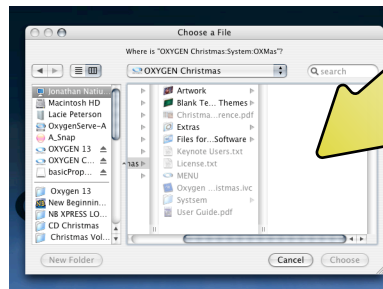 Choose a File
Where is "OXYGEN Christmas:System:OXMas"?
OXYGEN Christmas
search
Jonathan Natiu...
Macintosh HD
Lacie Peterson
OxygenServe-A
A_Snap
OXYGEN 13
OXYGEN C...
basicProp...
Oxygen 13
New Beginnin...
NB XPRESS LO...
CD Christmas
Christmas Vol...
mas
Artwork
Blank Te... Themes
Christma...rence.pdf
Extras
Files for...Software
Keynote Users.txt
License.txt
MENU
Oxygen ...istmas.ivc
Systsem
User Guide.pdf
New Folder
Cancel
Choose